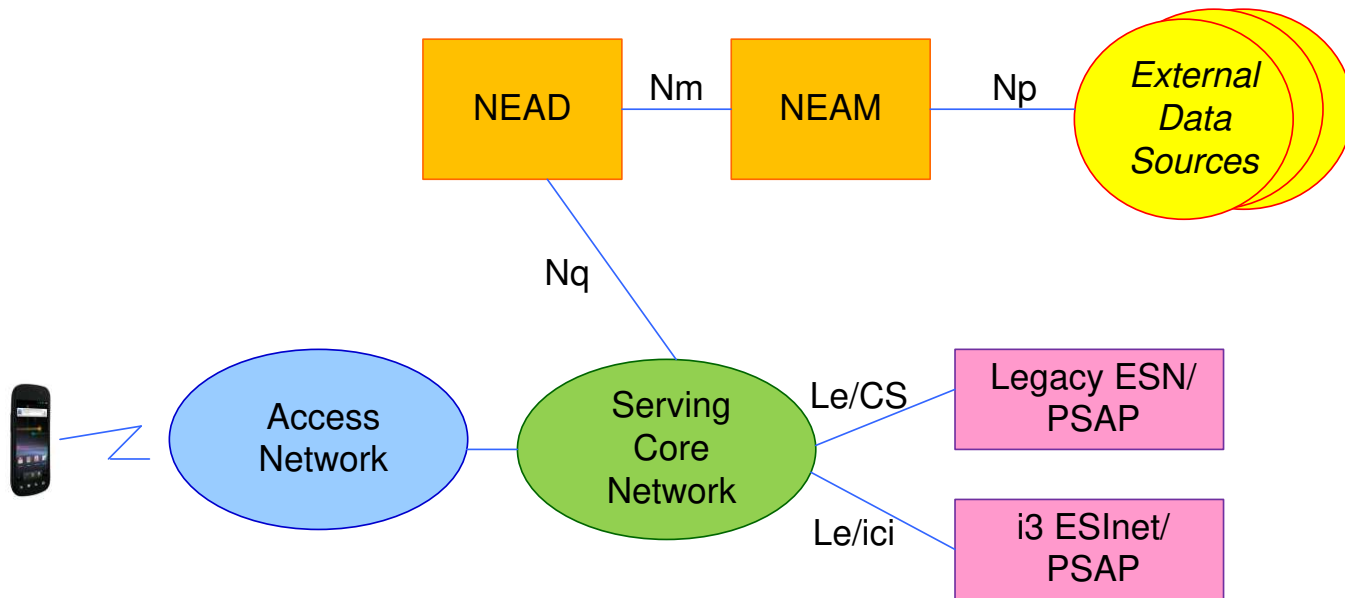 NEAD
Nm
NEAM
Np
External
Data
Sources
Nq
Access
Network
Serving
Core
Network
Le/CS
Legacy ESN/
PSAP
Le/ici
i3 ESInet/
PSAP